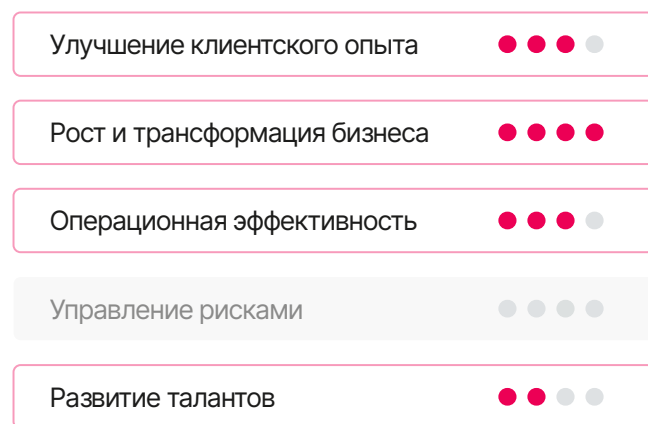 Улучшение клиентского опыта
Рост и трансформация бизнеса
Операционная эффективность
Управление рисками
Развитие талантов